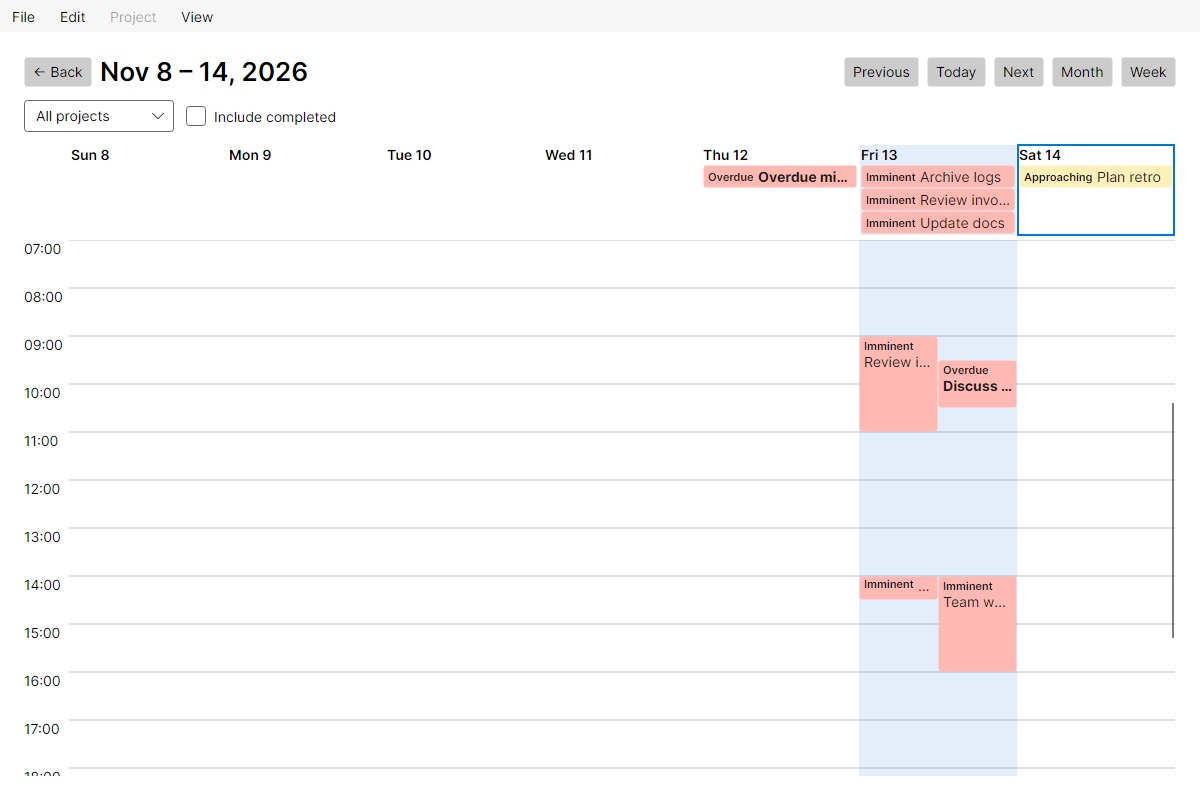 File Edit Project View
← Back Nov 8 – 14, 2026 Previous Today Next Month Week
All projects Include completed
Sun 8 Mon 9 Tue 10 Wed 11 Thu 12 Fri 13 Sat 14
Overdue Overdue mi... Imminent Archive logs Approaching Plan retro
Imminent Review invo...
Imminent Update docs
07:00
08:00
09:00
Imminent
Review i...
Overdue
Discuss ...
10:00
11:00
12:00
13:00
14:00
Imminent ...
Imminent
Team w...
15:00
16:00
17:00
18:00